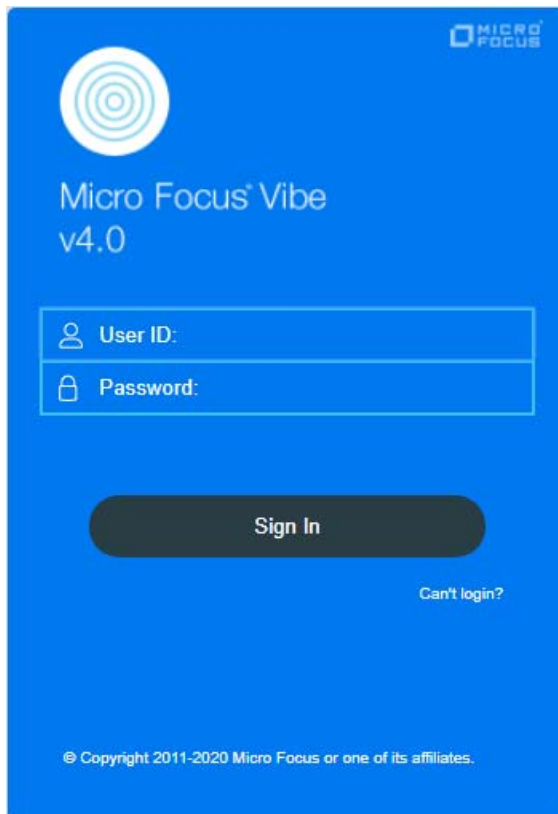 MICRO
FOCUS
Micro Focus® Vibe
v4.0
User ID:
Password:
Sign In
Can't login?
© Copyright 2011-2020 Micro Focus or one of its affiliates.